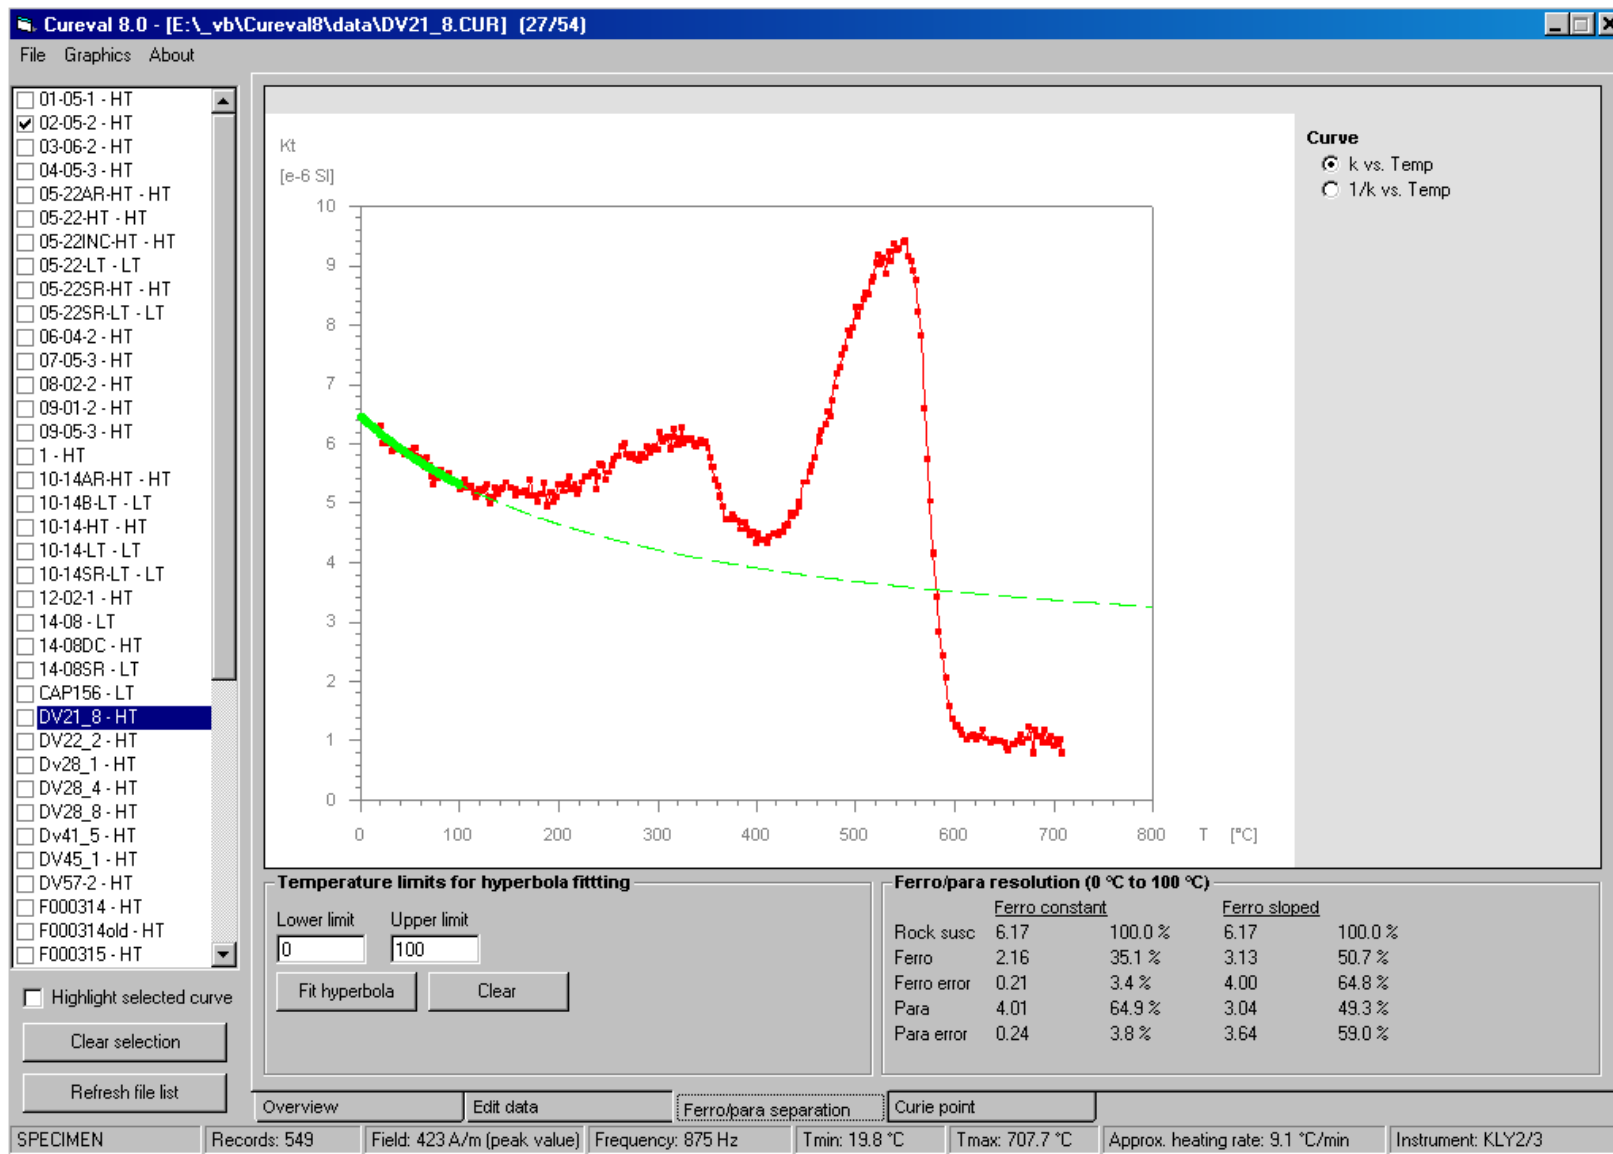 Cureval 8.0 - [E:\_vb\Cureval8\data\DV21_8.CUR] (27/54)
File Graphics About
01-05-1 - HT
02-05-2 - HT
03-06-2 - HT
04-05-3 - HT
05-22AR-HT - HT
05-22-HT - HT
05-22INC-HT - HT
05-22-LT - LT
05-22SR-HT - HT
05-22SR-LT - LT
06-04-2 - HT
07-05-3 - HT
08-02-2 - HT
09-01-2 - HT
09-05-3 - HT
1 - HT
10-14AR-HT - HT
10-14B-LT - LT
10-14-HT - HT
10-14-LT - LT
10-14SR-LT - LT
12-02-1 - HT
14-08 - LT
14-08DC - HT
14-08SR - LT
CAP156 - LT
DV21_8 - HT
DV22_2 - HT
Dv28_1 - HT
DV28_4 - HT
DV28_8 - HT
Dv41_5 - HT
DV45_1 - HT
DV57-2 - HT
F000314 - HT
F000314old - HT
F000315 - HT
Highlight selected curve
Clear selection
Refresh file list
Kt
[e-6 SI]
10
9
8
7
6
5
4
3
2
1
0
0 100 200 300 400 500 600 700 800 T [°C]
Curve
k vs. Temp
1/k vs. Temp
Temperature limits for hyperbola fittting
Lower limit Upper limit
0 100
Fit hyperbola Clear
Ferro/para resolution (0 °C to 100 °C)
Ferro constant Ferro sloped
Rock susc 6.17 100.0 % 6.17 100.0 %
Ferro 2.16 35.1 % 3.13 50.7 %
Ferro error 0.21 3.4 % 4.00 64.8 %
Para 4.01 64.9 % 3.04 49.3 %
Para error 0.24 3.8 % 3.64 59.0 %
Overview Edit data Ferro/para separation Curie point
SPECIMEN Records: 549 Field: 423 A/m (peak value) Frequency: 875 Hz Tmin: 19.8 °C Tmax: 707.7 °C Approx. heating rate: 9.1 °C/min Instrument: KLY2/3